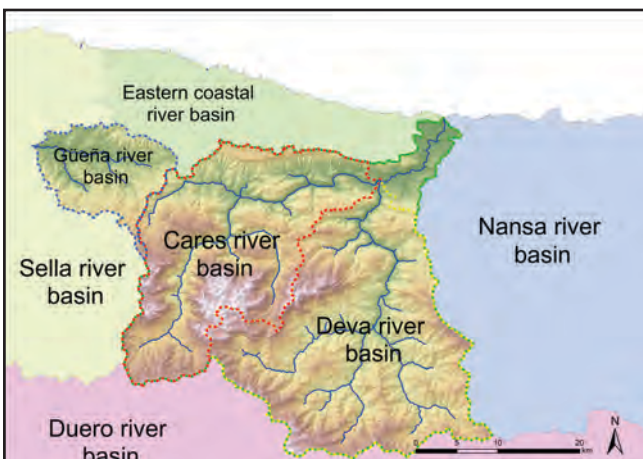 Eastern coastal
river basin
Güeña river
basin
Cares river
basin
Nansa river
basin
Sella river
basin
Deva river
basin
Duero river
basin
0 5 10 20
km
N